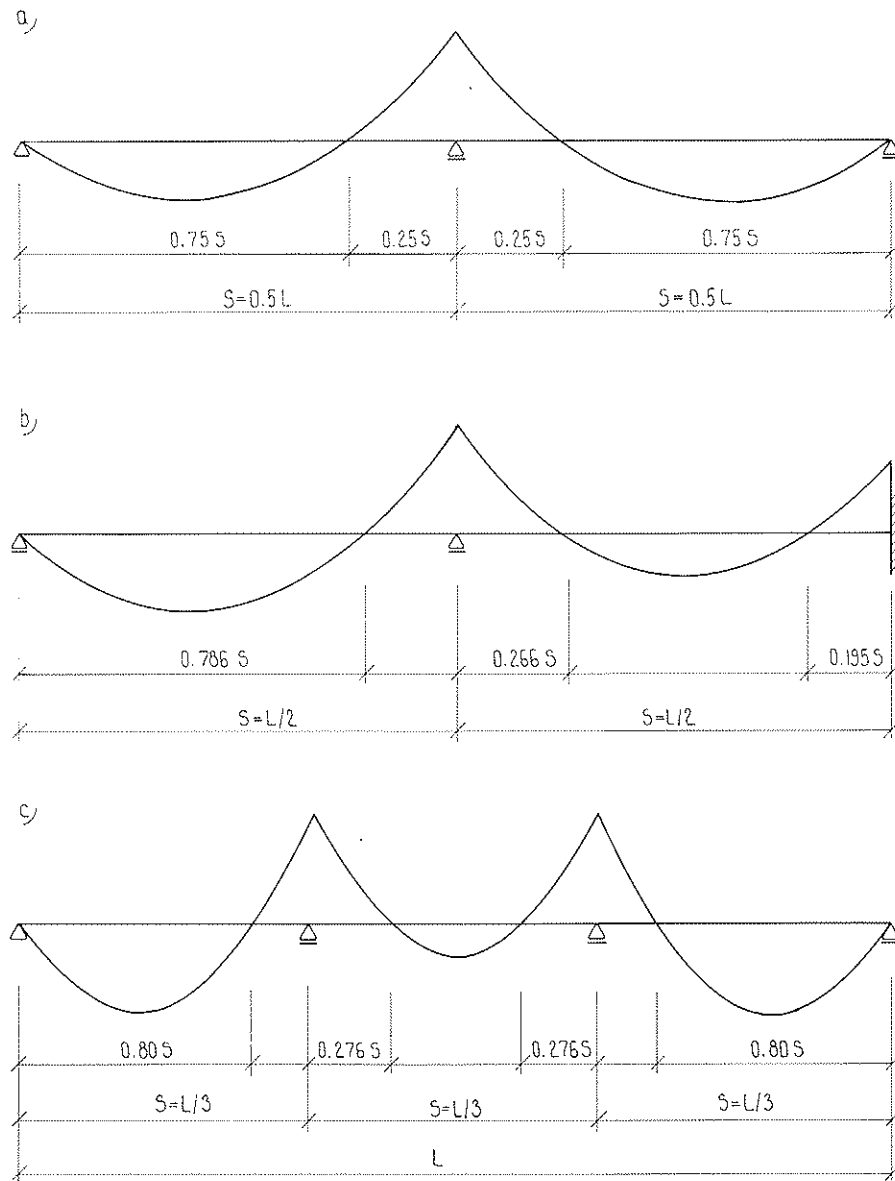 a)
0.75 S 0.25 S 0.25 S 0.75 S
S=0.5 L S=0.5 L
b)
0.786 S 0.266 S 0.195S
S=L/2 S=L/2
c)
0.80 S 0.276 S 0.276 S 0.80 S
S=L/3 S=L/3 S=L/3
L